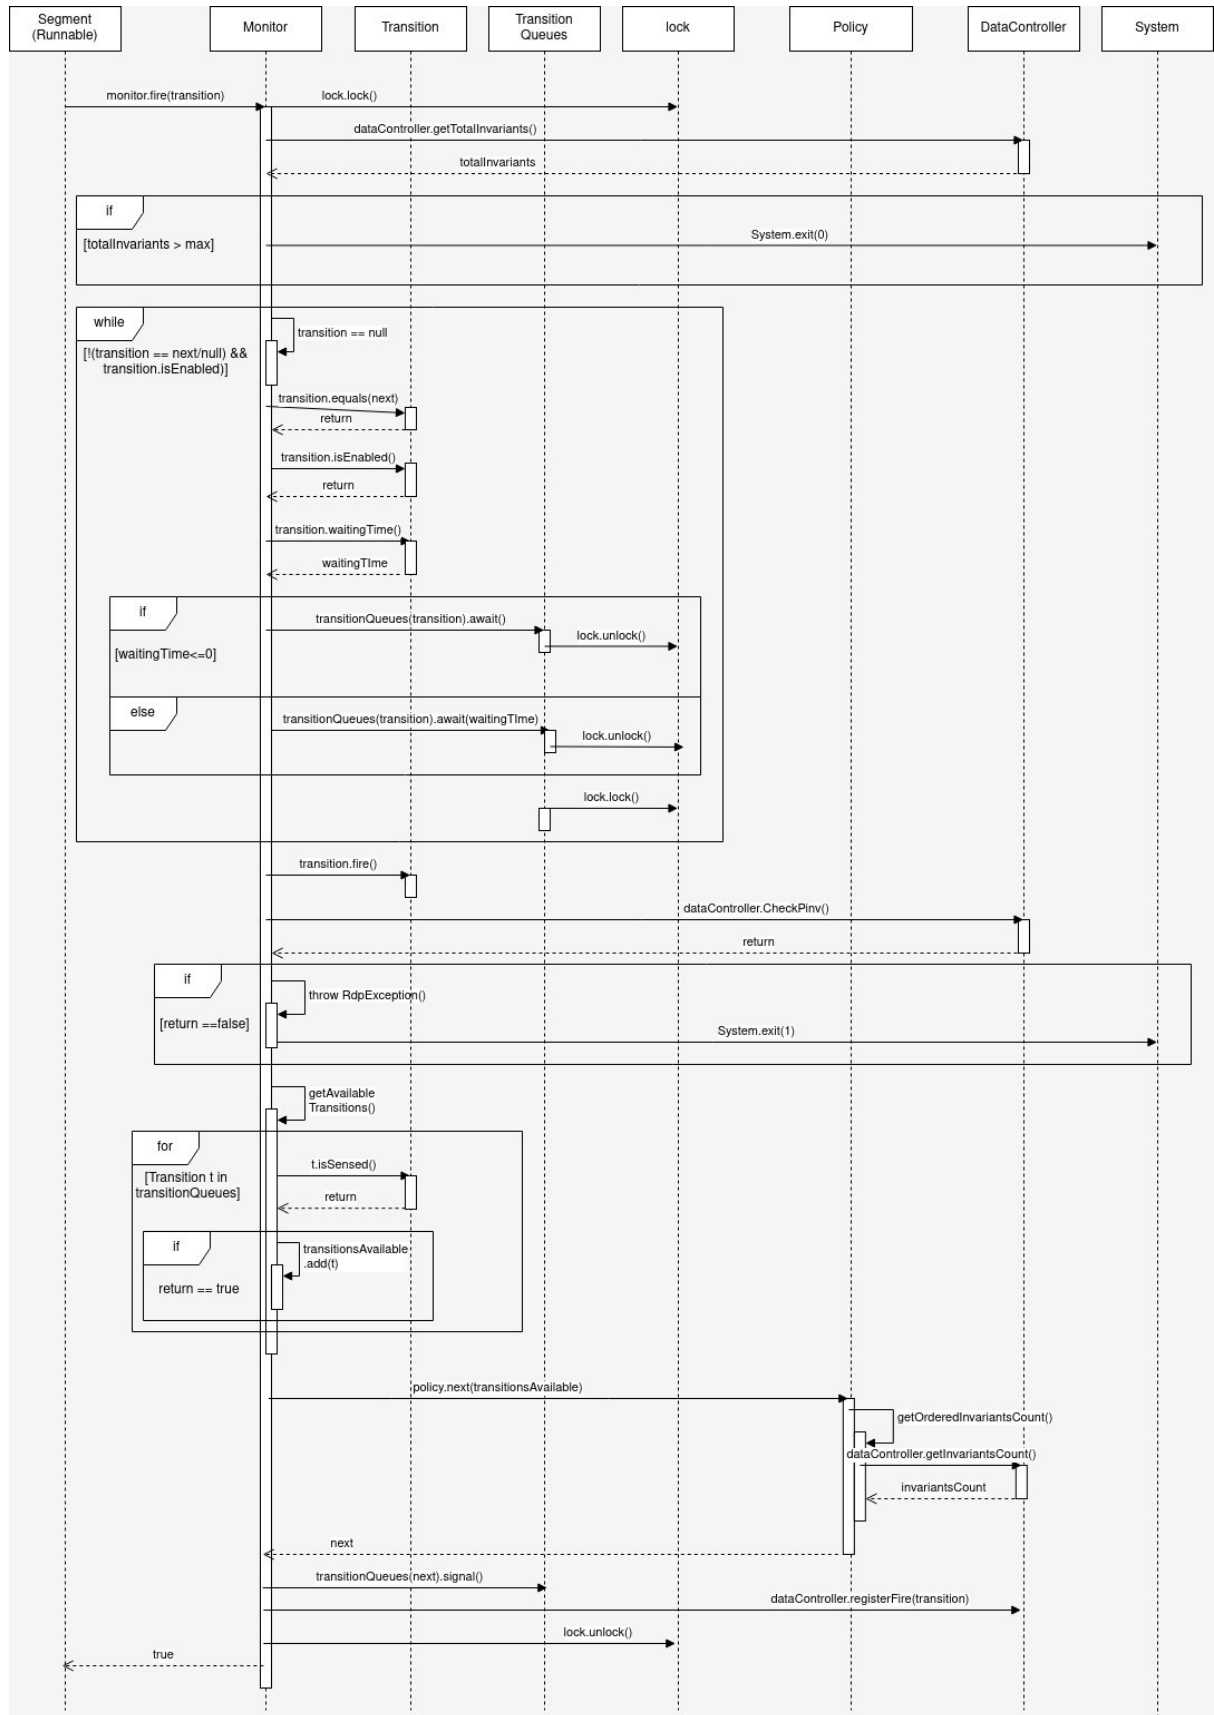 Segment
(Runnable)
Monitor
Transition
Transition
Queues
lock
Policy
DataController
System
monitor.fire(transition)
lock.lock()
dataController.getTotalInvariants()
totalInvariants
if
[totalInvariants > max]
System.exit(0)
while
[!(transition == next/null) &&
transition.isEnabled)]
transition == null
transition.equals(next)
return
transition.isEnabled()
return
transition.waitingTime()
waitingTIme
if
transitionQueues(transition).await()
lock.unlock()
[waitingTime<=0]
else
transitionQueues(transition).await(waitingTIme)
lock.unlock()
lock.lock()
transition.fire()
dataController.CheckPinv()
return
if
throw RdpException()
[return ==false]
System.exit(1)
getAvailable
Transitions()
for
[Transition t in
transitionQueues]
t.isSensed()
return
if
transitionsAvailable
.add(t)
return == true
policy.next(transitionsAvailable)
getOrderedInvariantsCount()
dataController.getInvariantsCount()
invariantsCount
next
transitionQueues(next).signal()
dataController.registerFire(transition)
lock.unlock()
true